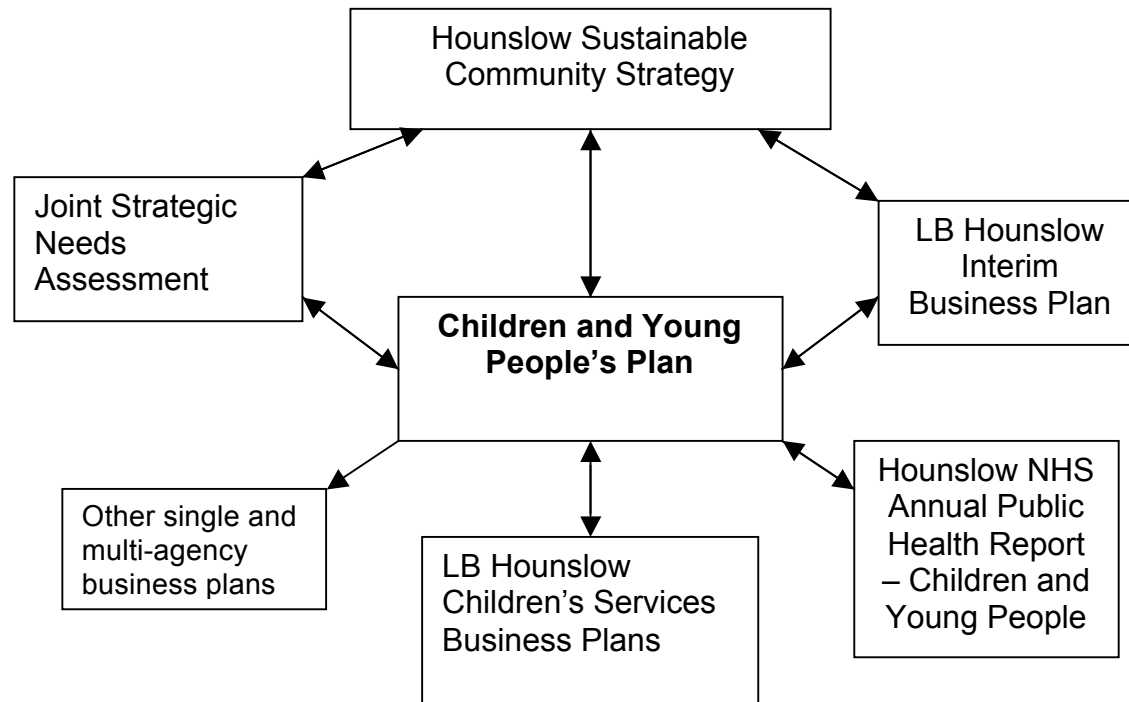 Hounslow Sustainable
Community Strategy
Joint Strategic
Needs
Assessment
LB Hounslow
Interim
Business Plan
Children and Young
People’s Plan
Other single and
multi-agency
business plans
LB Hounslow
Children’s Services
Business Plans
Hounslow NHS
Annual Public
Health Report
– Children and
Young People